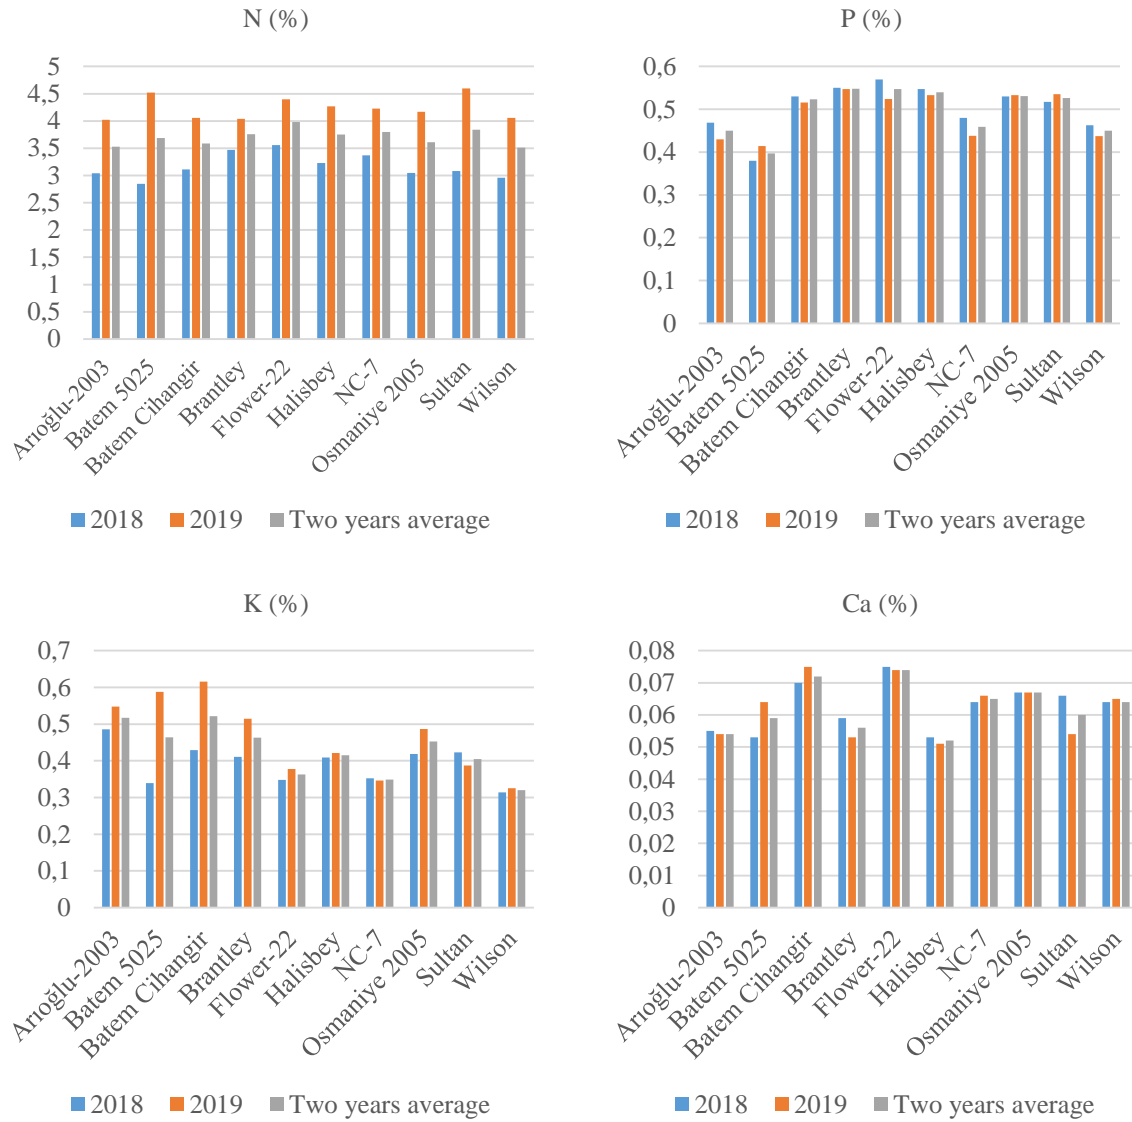 N (%)
5
4,5
4
3,5
3
2,5
2
1,5
1
0,5
0
Arıoğlu-2003
Batem 5025
Batem Cihangir
Brantley
Flower-22
Halisbey
NC-7
Osmaniye 2005
Sultan
Wilson
2018 2019 Two years average
P (%)
0,6
0,5
0,4
0,3
0,2
0,1
0
Arıoğlu-2003
Batem 5025
Batem Cihangir
Brantley
Flower-22
Halisbey
NC-7
Osmaniye 2005
Sultan
Wilson
2018 2019 Two years average
K (%)
0,7
0,6
0,5
0,4
0,3
0,2
0,1
0
Arıoğlu-2003
Batem 5025
Batem Cihangir
Brantley
Flower-22
Halisbey
NC-7
Osmaniye 2005
Sultan
Wilson
2018 2019 Two years average
Ca (%)
0,08
0,07
0,06
0,05
0,04
0,03
0,02
0,01
0
Arıoğlu-2003
Batem 5025
Batem Cihangir
Brantley
Flower-22
Halisbey
NC-7
Osmaniye 2005
Sultan
Wilson
2018 2019 Two years average